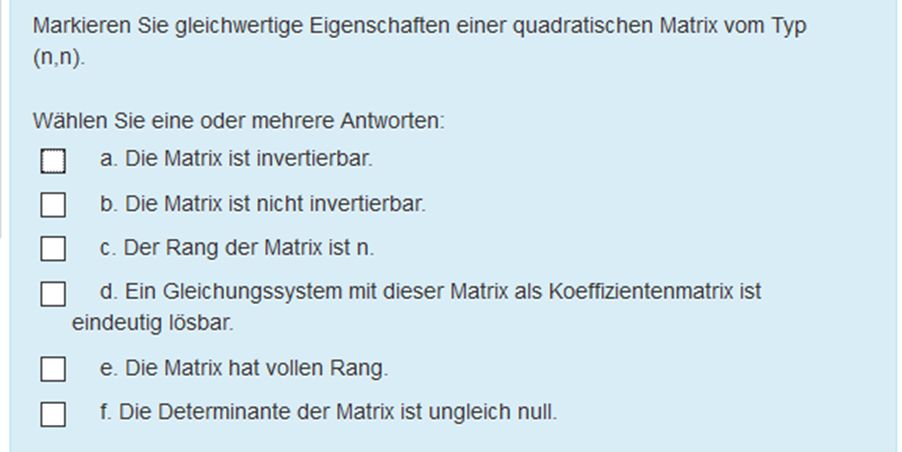 Markieren Sie gleichwertige Eigenschaften einer quadratischen Matrix vom Typ
(n,n).
Wählen Sie eine oder mehrere Antworten:
a. Die Matrix ist invertierbar.
b. Die Matrix ist nicht invertierbar.
c. Der Rang der Matrix ist n.
d. Ein Gleichungssystem mit dieser Matrix als Koeffizientenmatrix ist
eindeutig lösbar.
e. Die Matrix hat vollen Rang.
f. Die Determinante der Matrix ist ungleich null.